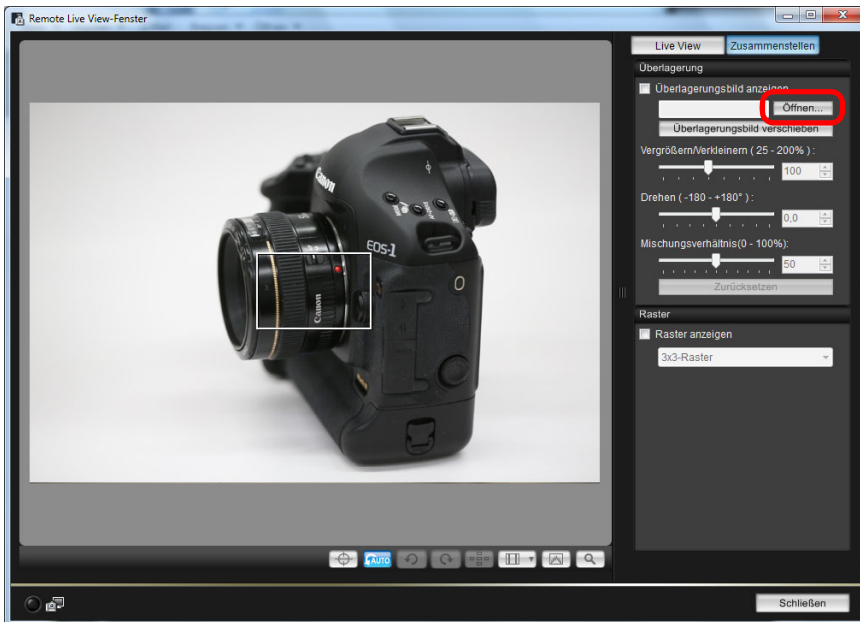 Remote Live View-Fenster
Live View Zusammenstellen
Überlagerung
Überlagerungsbild anzeigen
Öffnen...
Überlagerungsbild verschieben
Vergrößern/Verkleinern ( 25 - 200% ) :
100
Drehen ( -180 - +180° ) :
0,0
Mischungsverhältnis(0 - 100%):
50
Zurücksetzen
Raster
Raster anzeigen
3x3-Raster
Canon
EOS-1
Canon
AUTO
Schließen